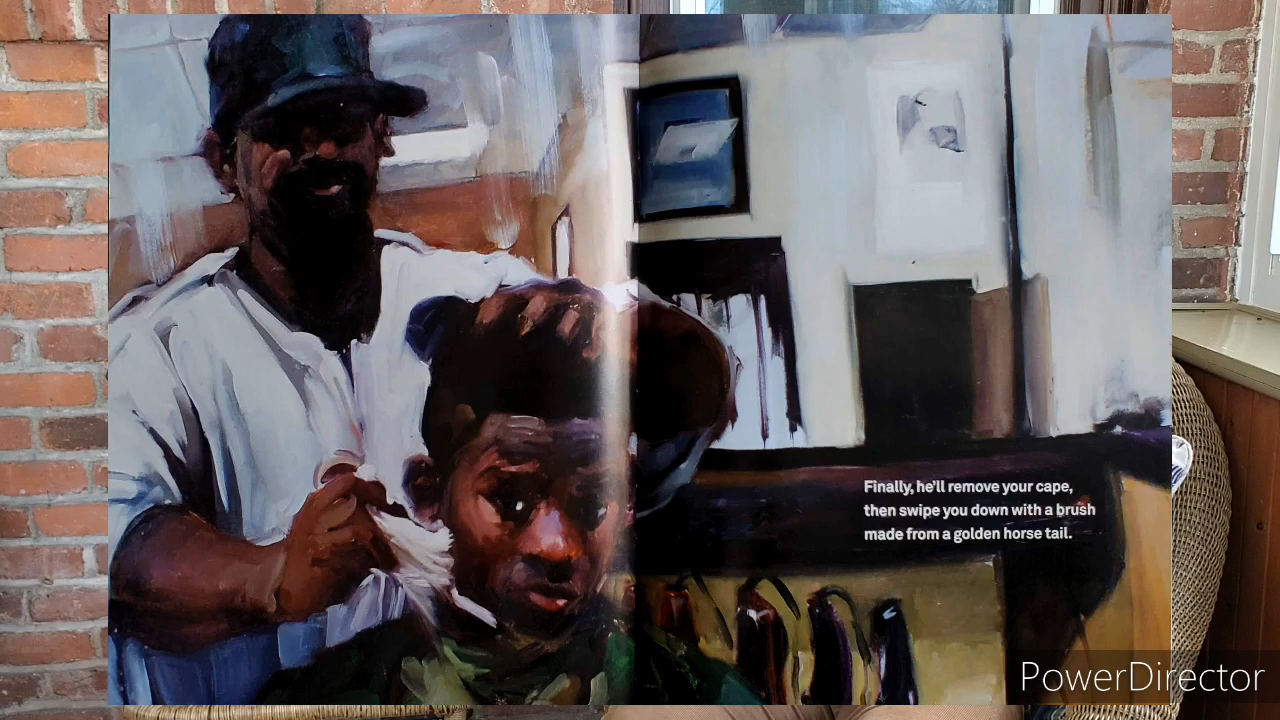 Finally, he'll remove your cape,
then swipe you down with a brush
made from a golden horse tail.
PowerDirector